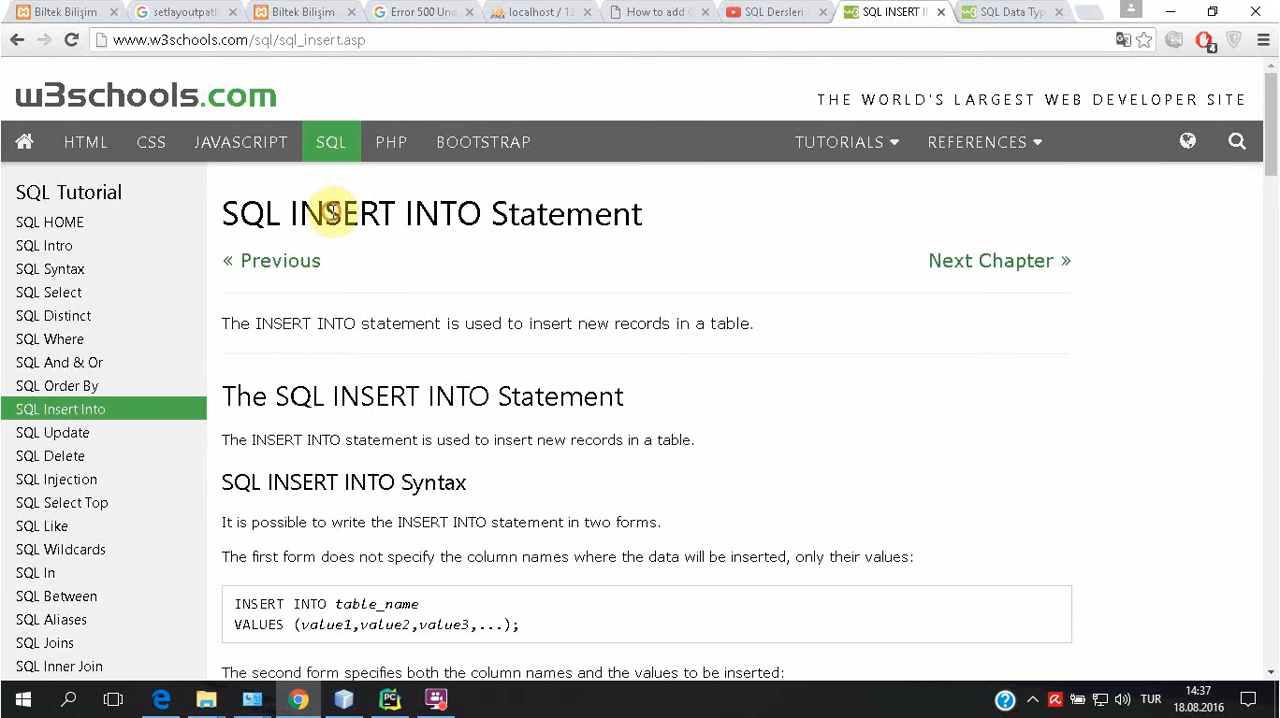 Biltek Bilişim
setlayoutpath
Biltek Bilişim
Error 500 Un
localhost / 12
How to add
SQL Dersleri
SQL INSERT I
SQL Data Typ
www.w3schools.com/sql/sql_insert.asp
4
w3schools.com
THE WORLD'S LARGEST WEB DEVELOPER SITE
HTML CSS JAVASCRIPT SQL PHP BOOTSTRAP TUTORIALS REFERENCES
SQL Tutorial
SQL HOME
SQL Intro
SQL Syntax
SQL Select
SQL Distinct
SQL Where
SQL And & Or
SQL Order By
SQL Insert Into
SQL Update
SQL Delete
SQL Injection
SQL Select Top
SQL Like
SQL Wildcards
SQL In
SQL Between
SQL Aliases
SQL Joins
SQL Inner Join
SQL INSERT INTO Statement
« Previous
Next Chapter »
The INSERT INTO statement is used to insert new records in a table.
The SQL INSERT INTO Statement
The INSERT INTO statement is used to insert new records in a table.
SQL INSERT INTO Syntax
It is possible to write the INSERT INTO statement in two forms.
The first form does not specify the column names where the data will be inserted, only their values:
INSERT INTO table_name
VALUES (value1,value2,value3,...);
The second form specifies both the column names and the values to be inserted:
TUR
14:37
18.08.2016